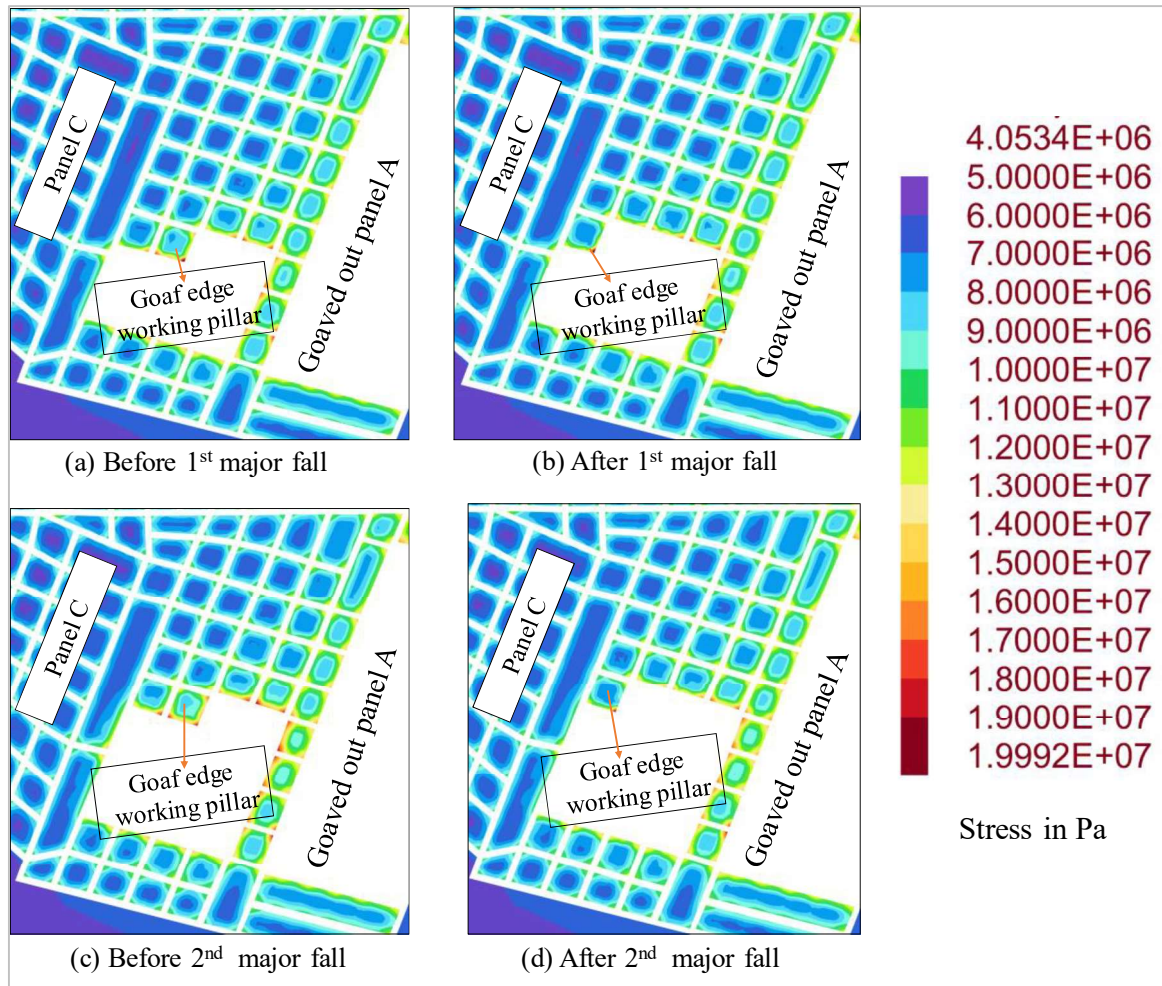 Panel C
Goaf edge
working pillar
Goaved out panel A
(a) Before 1st major fall
Panel C
Goaf edge
working pillar
Goaved out panel A
(b) After 1st major fall
Panel C
Goaf edge
working pillar
Goaved out panel A
(c) Before 2nd major fall
Panel C
Goaf edge
working pillar
Goaved out panel A
(d) After 2nd major fall
4.0534E+06
5.0000E+06
6.0000E+06
7.0000E+06
8.0000E+06
9.0000E+06
1.0000E+07
1.1000E+07
1.2000E+07
1.3000E+07
1.4000E+07
1.5000E+07
1.6000E+07
1.7000E+07
1.8000E+07
1.9000E+07
1.9992E+07
Stress in Pa